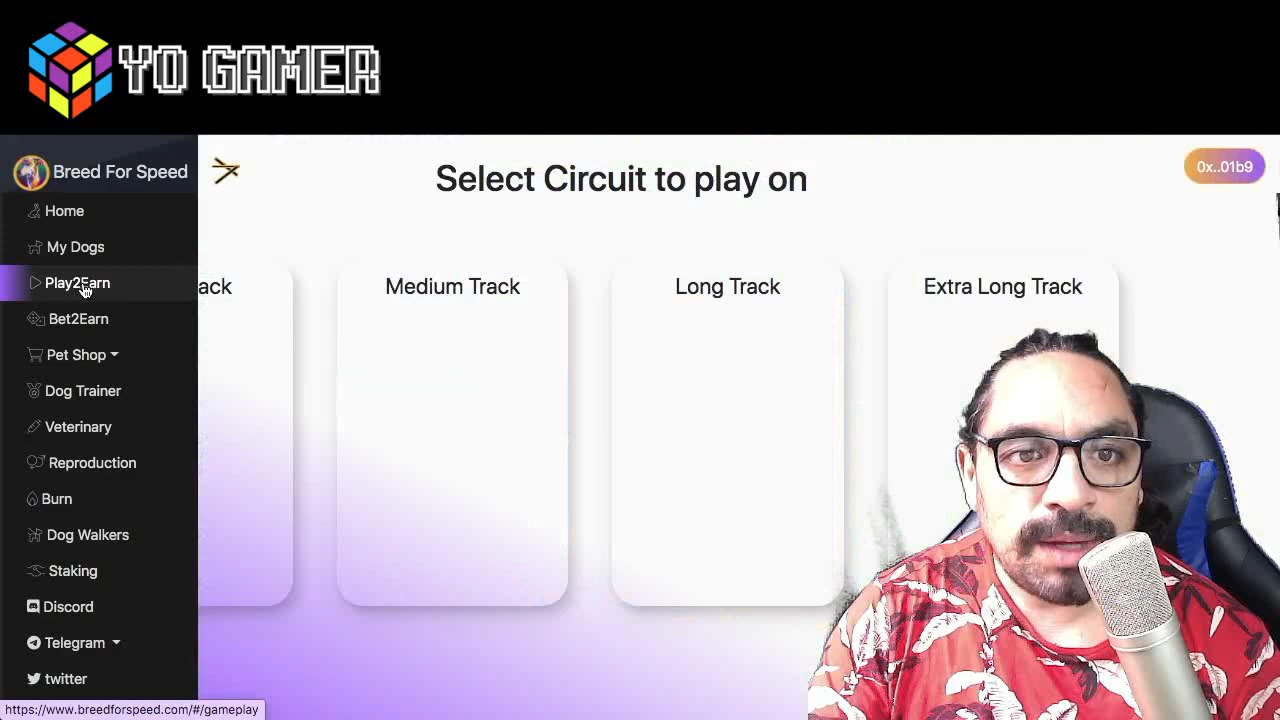 YO GAMER
Breed For Speed
Select Circuit to play on
0x..01b9
Home
My Dogs
Play2Earn
Bet2Earn
Pet Shop
Dog Trainer
Veterinary
Reproduction
Burn
Dog Walkers
Staking
Discord
Telegram
twitter
ack
Medium Track
Long Track
Extra Long Track
https://www.breedforspeed.com/#/gameplay